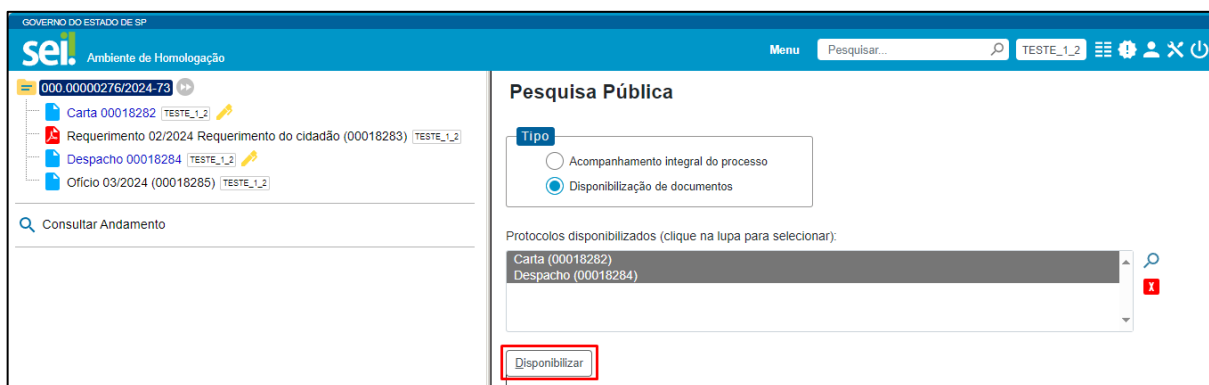 GOVERNO DO ESTADO DE SP
sei! Ambiente de Homologação
Menu Pesquisar... TESTE_1_2
000.00000276/2024-73
Carta 00018282 TESTE_1_2
Requerimento 02/2024 Requerimento do cidadão (00018283) TESTE_1_2
Despacho 00018284 TESTE_1_2
Ofício 03/2024 (00018285) TESTE_1_2
Consultar Andamento
Pesquisa Pública
Tipo
Acompanhamento integral do processo
Disponibilização de documentos
Protocolos disponibilizados (clique na lupa para selecionar):
Carta (00018282)
Despacho (00018284)
X
Disponibilizar